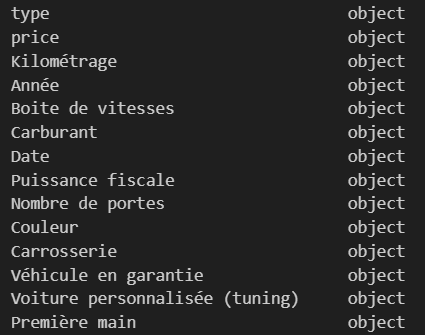 type object
price object
Kilométrage object
Année object
Boite de vitesses object
Carburant object
Date object
Puissance fiscale object
Nombre de portes object
Couleur object
Carrosserie object
Véhicule en garantie object
Voiture personnalisée (tuning) object
Première main object